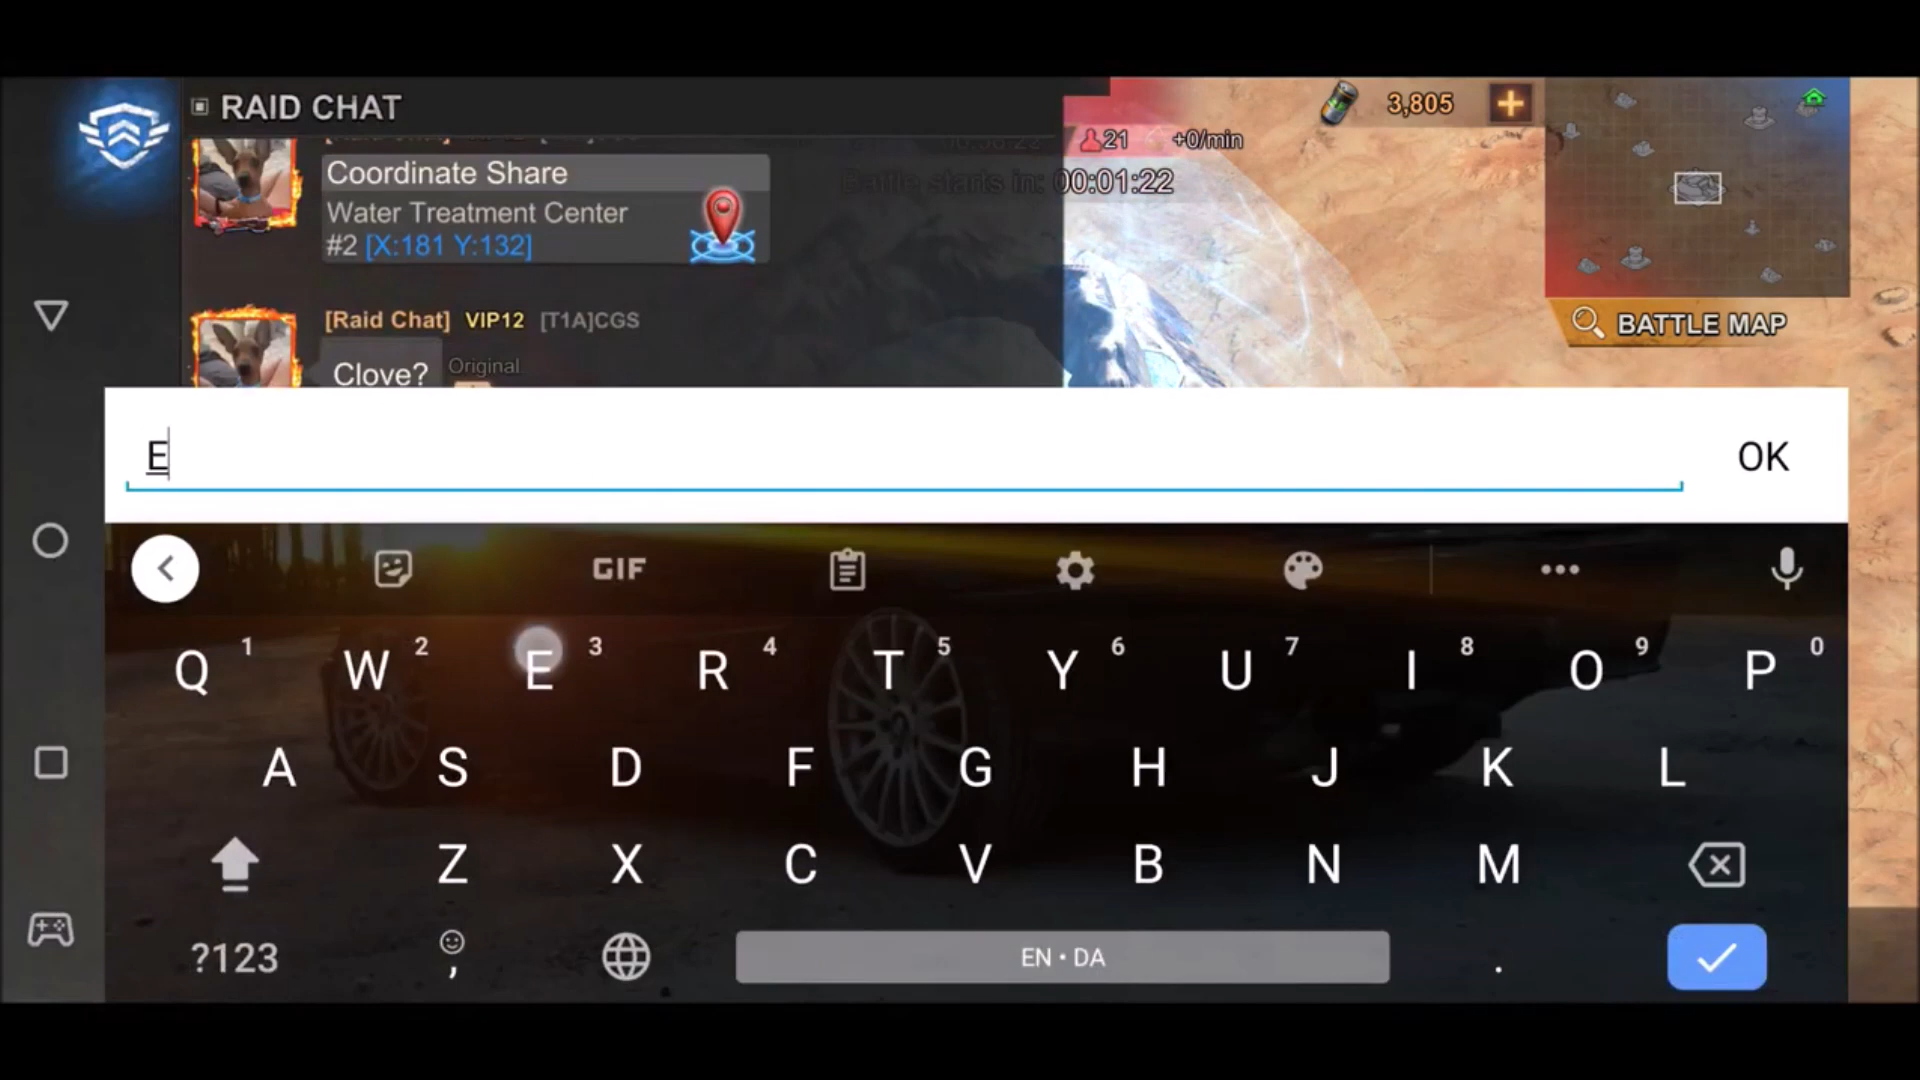 RAID CHAT
3,805
21 +0/min
Coordinate Share
Battle starts in: 00:01:22
Water Treatment Center
#2 [X:181 Y:132]
[Raid Chat] VIP12 [T1A]CGS
BATTLE MAP
Clove? Original
E
OK
GIF
Q 1 W 2 E 3 R 4 T 5 Y 6 U 7 I 8 O 9 P 0
A S D F G H J K L
Z X C V B N M
?123 , EN • DA .